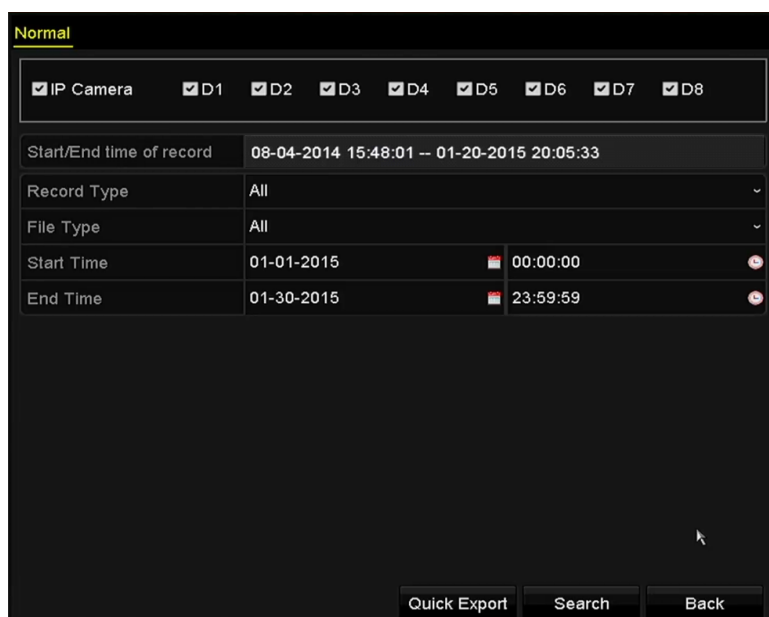 Normal
IP Camera D1 D2 D3 D4 D5 D6 D7 D8
Start/End time of record 08-04-2014 15:48:01 -- 01-20-2015 20:05:33
Record Type All
File Type All
Start Time 01-01-2015 00:00:00
End Time 01-30-2015 23:59:59
Quick Export Search Back